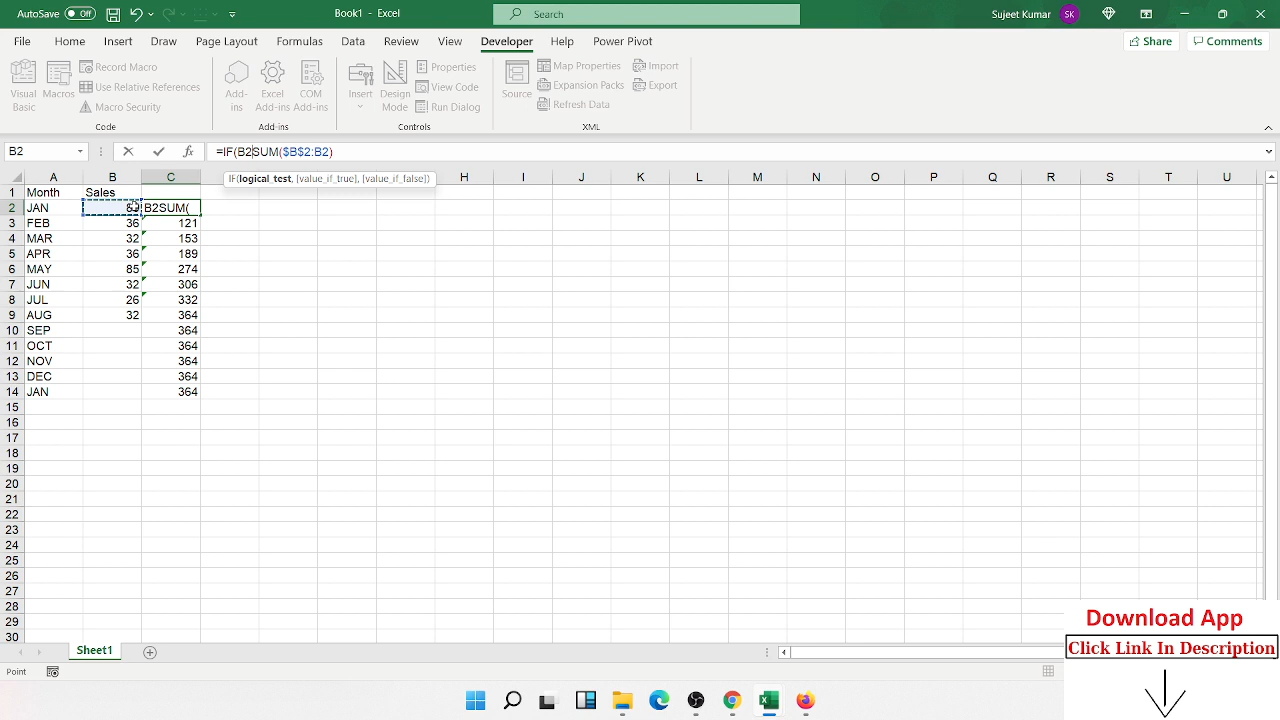 AutoSave Off Book1 - Excel Search Sujeet Kumar SK
File Home Insert Draw Page Layout Formulas Data Review View Developer Help Power Pivot Share Comments
Visual Basic
Macros
Record Macro
Use Relative References
Macro Security
Code
Add-ins
Excel Add-ins
COM Add-ins
Add-ins
Insert
Design Mode
Properties
View Code
Run Dialog
Controls
Source
Map Properties
Expansion Packs
Refresh Data
Import
Export
XML
B2 fx =IF(B2SUM($B$2:B2)
IF(logical_test, [value_if_true], [value_if_false])
A B C H I J K L M N O P Q R S T U
1 Month Sales
2 JAN B2SUM(
3 FEB 36 121
4 MAR 32 153
5 APR 36 189
6 MAY 85 274
7 JUN 32 306
8 JUL 26 332
9 AUG 32 364
10 SEP 364
11 OCT 364
12 NOV 364
13 DEC 364
14 JAN 364
15
16
17
18
19
20
21
22
23
24
25
26
27
28
29
30
Download App
Click Link In Description
Sheet1
Point